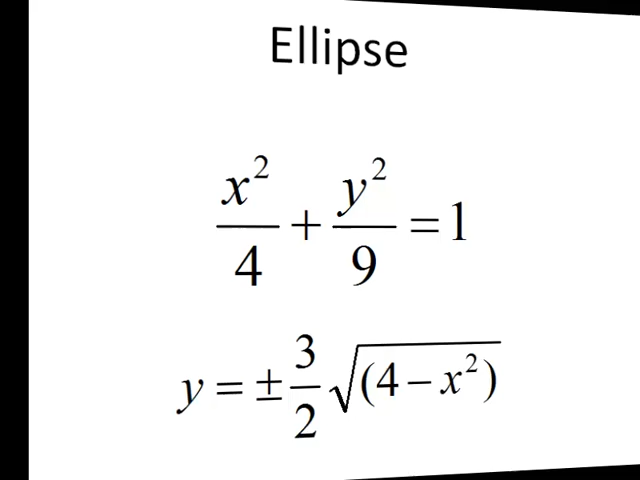 Ellipse
x²/4 + y²/9 = 1
y = ±3/2 √(4 − x²)